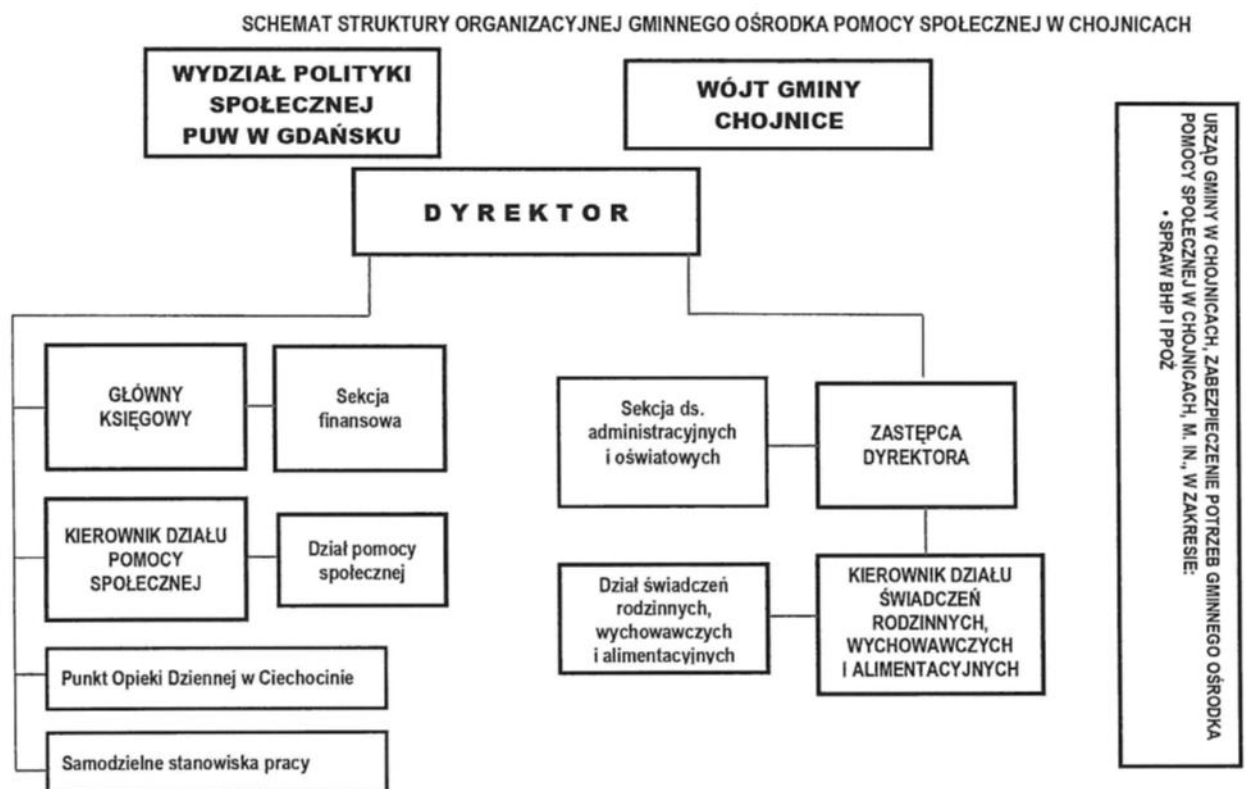 SCHEMAT STRUKTURY ORGANIZACYJNEJ GMINNEGO OŚRODKA POMOCY SPOŁECZNEJ W CHOJNICACH
WYDZIAŁ POLITYKI
SPOŁECZNEJ
PUW W GDAŃSKU
WÓJT GMINY
CHOJNICE
DYREKTOR
GŁÓWNY
KSIĘGOWY
Sekcja
finansowa
KIEROWNIK DZIAŁU
POMOCY
SPOŁECZNEJ
Dział pomocy
społecznej
Punkt Opieki Dziennej w Ciechocinie
Samodzielne stanowiska pracy
Sekcja ds.
administracyjnych
i oświatowych
ZASTĘPCA
DYREKTORA
Dział świadczeń
rodzinnych,
wychowawczych
i alimentacyjnych
KIEROWNIK DZIAŁU
ŚWIADCZEŃ
RODZINNYCH,
WYCHOWAWCZYCH
I ALIMENTACYJNYCH
URZĄD GMINY W CHOJNICACH, ZABEZPIECZENIE POTRZEB GMINNEGO OŚRODKA
POMOCY SPOŁECZNEJ W CHOJNICACH, M. IN., W ZAKRESIE:
• SPRAW BHP I PPOŻ